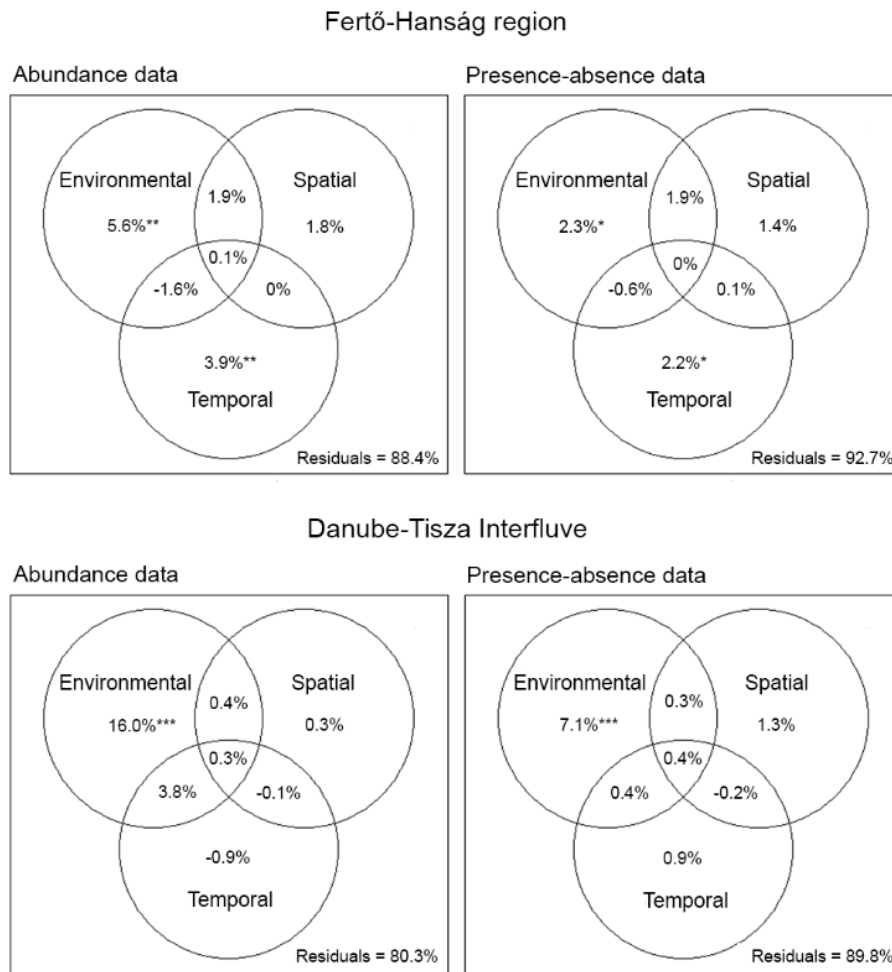 Fertő-Hanság region
Abundance data
Presence-absence data
Environmental
Spatial
5.6%**
1.9%
1.8%
0.1%
-1.6%
0%
3.9%**
Temporal
Residuals = 88.4%
Environmental
Spatial
2.3%*
1.9%
1.4%
0%
-0.6%
0.1%
2.2%*
Temporal
Residuals = 92.7%
Danube-Tisza Interfluve
Abundance data
Presence-absence data
Environmental
Spatial
16.0%***
0.4%
0.3%
0.3%
3.8%
-0.1%
-0.9%
Temporal
Residuals = 80.3%
Environmental
Spatial
7.1%***
0.3%
1.3%
0.4%
0.4%
-0.2%
0.9%
Temporal
Residuals = 89.8%